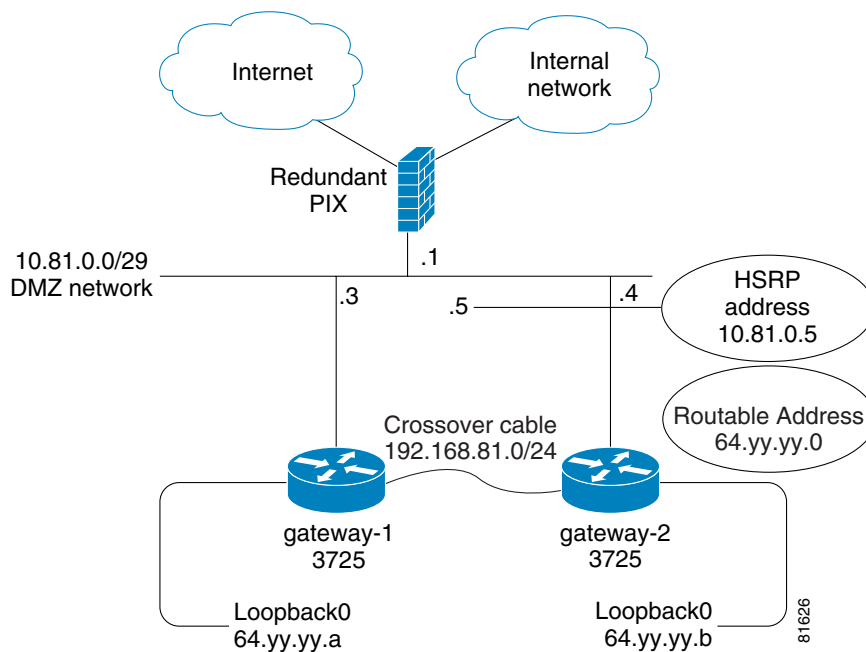 Internet
Internal
network
Redundant
PIX
10.81.0.0/29
DMZ network
.1
.3
.5
.4
HSRP
address
10.81.0.5
Routable Address
64.yy.yy.0
Crossover cable
192.168.81.0/24
gateway-1
3725
gateway-2
3725
Loopback0
64.yy.yy.a
Loopback0
64.yy.yy.b
81626